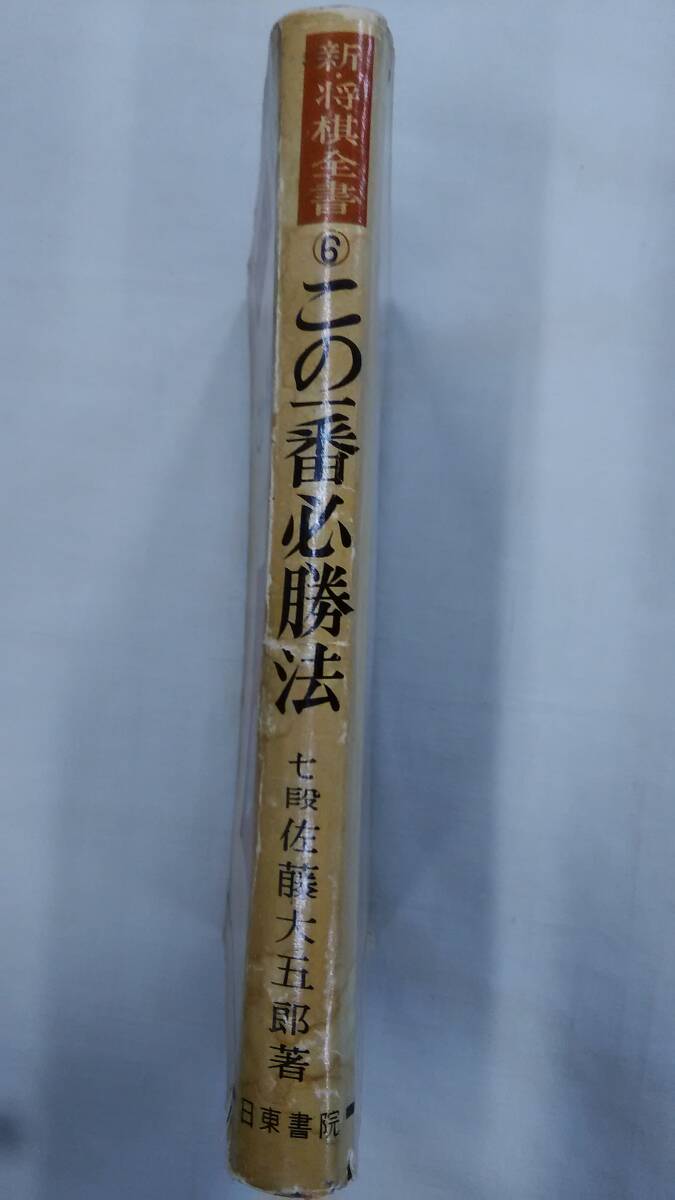 新・将棋全書
⑥
この一番必勝法
七段
佐藤大五郎著
日東書院